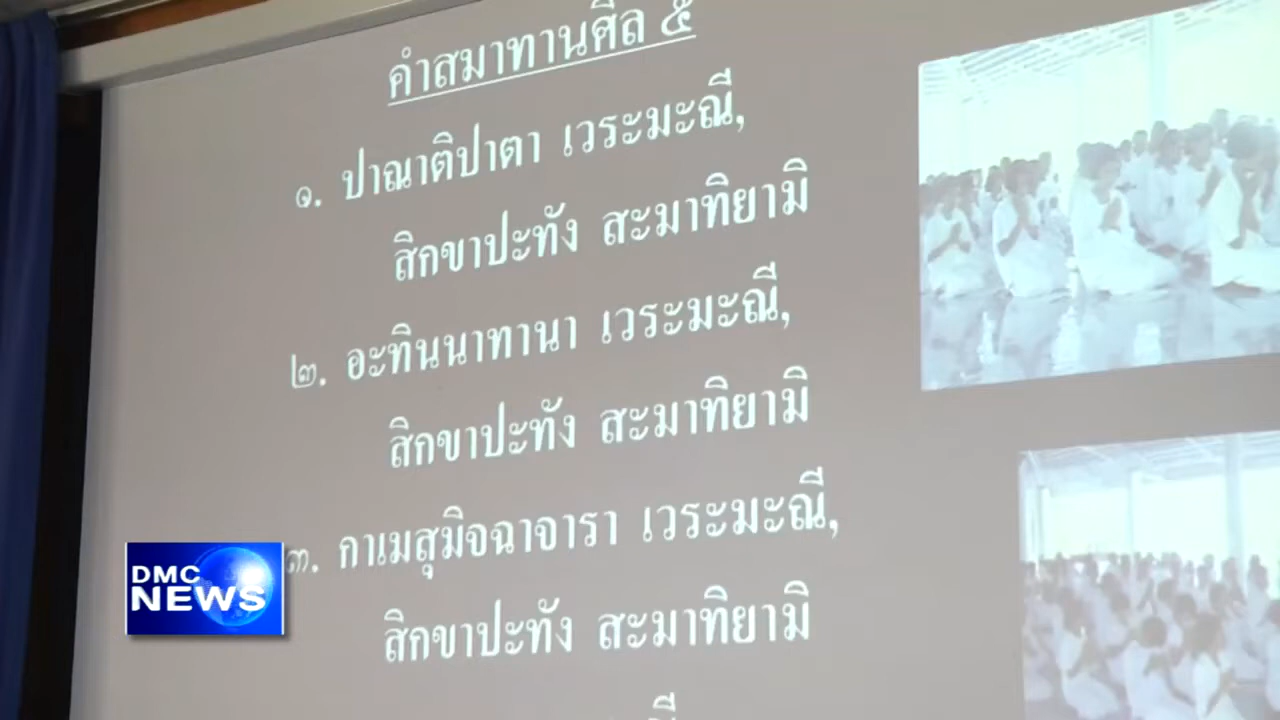 คำสมาทานศีล ๕
๑. ปาณาติปาตา เวระมะณี,
สิกขาปะทัง สะมาทิยามิ
๒. อะทินนาทานา เวระมะณี,
สิกขาปะทัง สะมาทิยามิ
๓. กาเมสุมิจฉาจารา เวระมะณี,
สิกขาปะทัง สะมาทิยามิ
DMC
NEWS